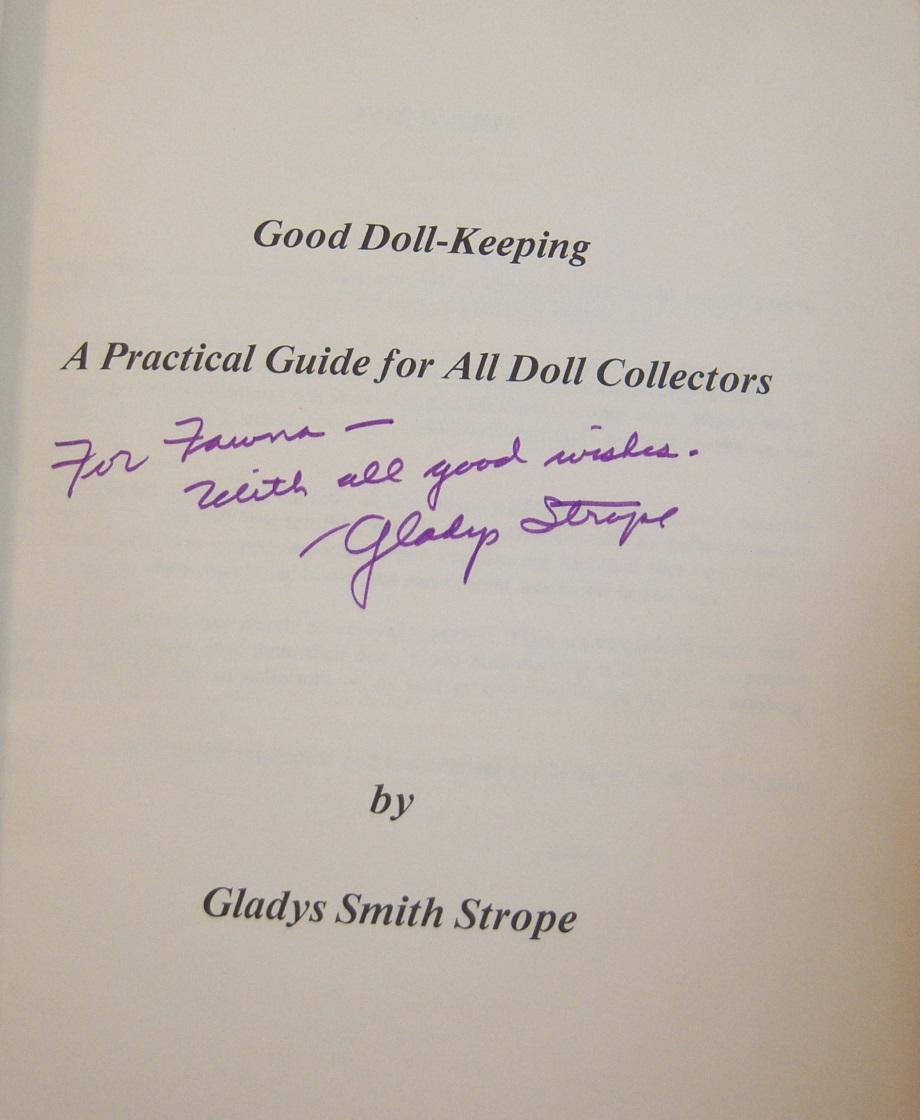 Good Doll-Keeping
A Practical Guide for All Doll Collectors
For Fawna —
With all good wishes.
Gladys Strope
by
Gladys Smith Strope